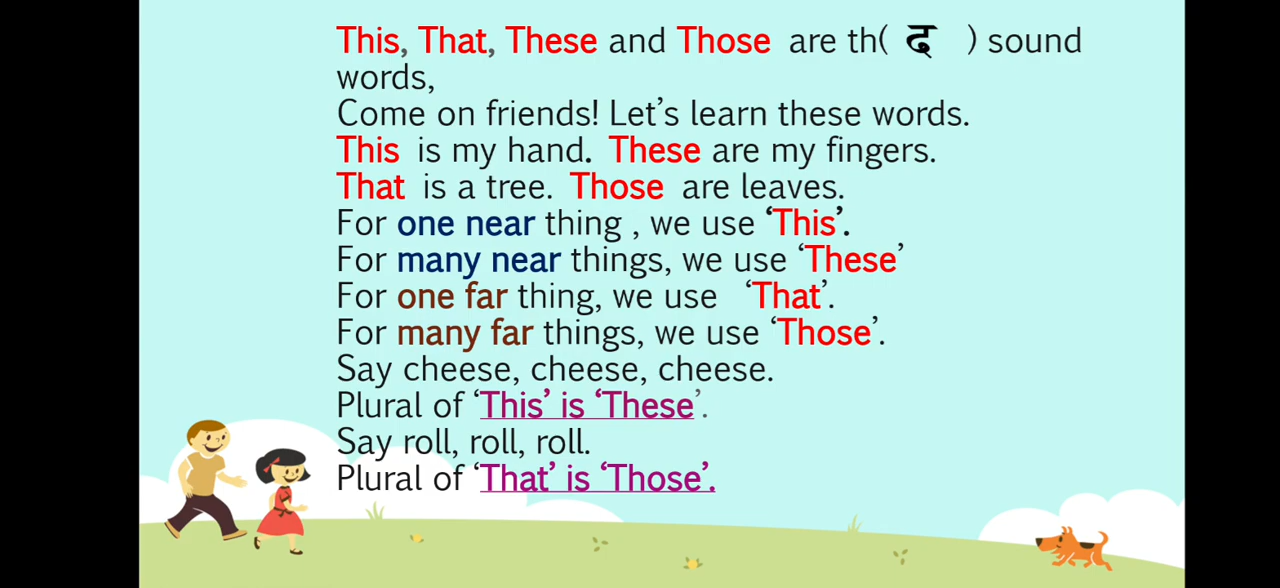 This, That, These and Those are th( द ) sound
words,
Come on friends! Let’s learn these words.
This is my hand. These are my fingers.
That is a tree. Those are leaves.
For one near thing , we use ‘This’.
For many near things, we use ‘These’
For one far thing, we use ‘That’.
For many far things, we use ‘Those’.
Say cheese, cheese, cheese.
Plural of ‘This’ is ‘These’.
Say roll, roll, roll.
Plural of ‘That’ is ‘Those’.